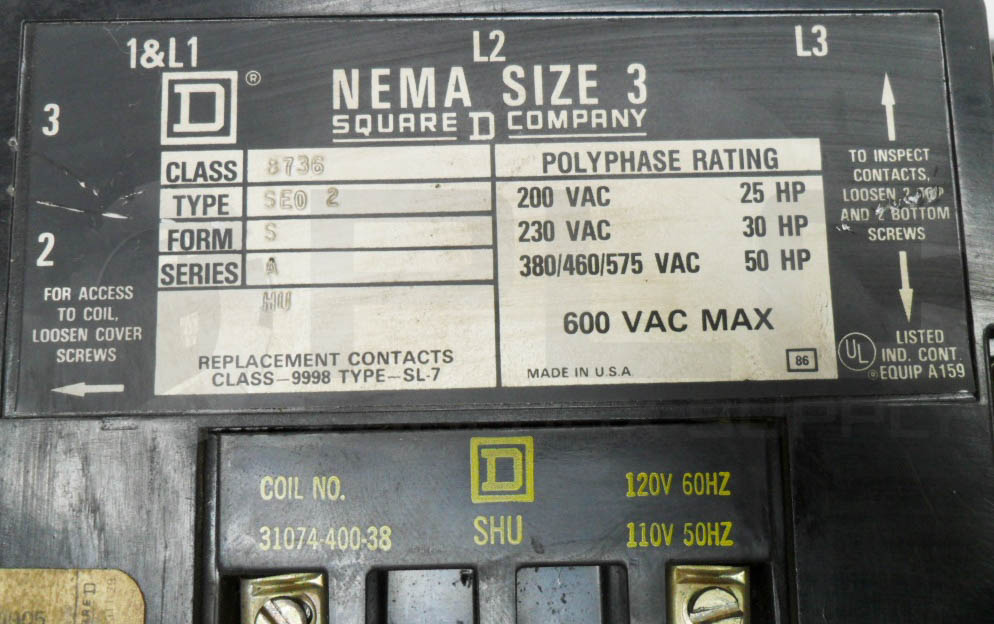 1&L1
L2
L3
D ®
NEMA SIZE 3
SQUARE D COMPANY
3
2
CLASS 8736
TYPE SEO 2
FORM S
SERIES A
MU
REPLACEMENT CONTACTS
CLASS-9998 TYPE-SL-7
POLYPHASE RATING
200 VAC 25 HP
230 VAC 30 HP
380/460/575 VAC 50 HP
600 VAC MAX
MADE IN U.S.A.
86
FOR ACCESS
TO COIL,
LOOSEN COVER
SCREWS
TO INSPECT
CONTACTS,
LOOSEN 2 TOP
AND 2 BOTTOM
SCREWS
UL ®
LISTED
IND. CONT.
EQUIP A159
D
COIL NO.
31074-400-38
SHU
120V 60HZ
110V 50HZ